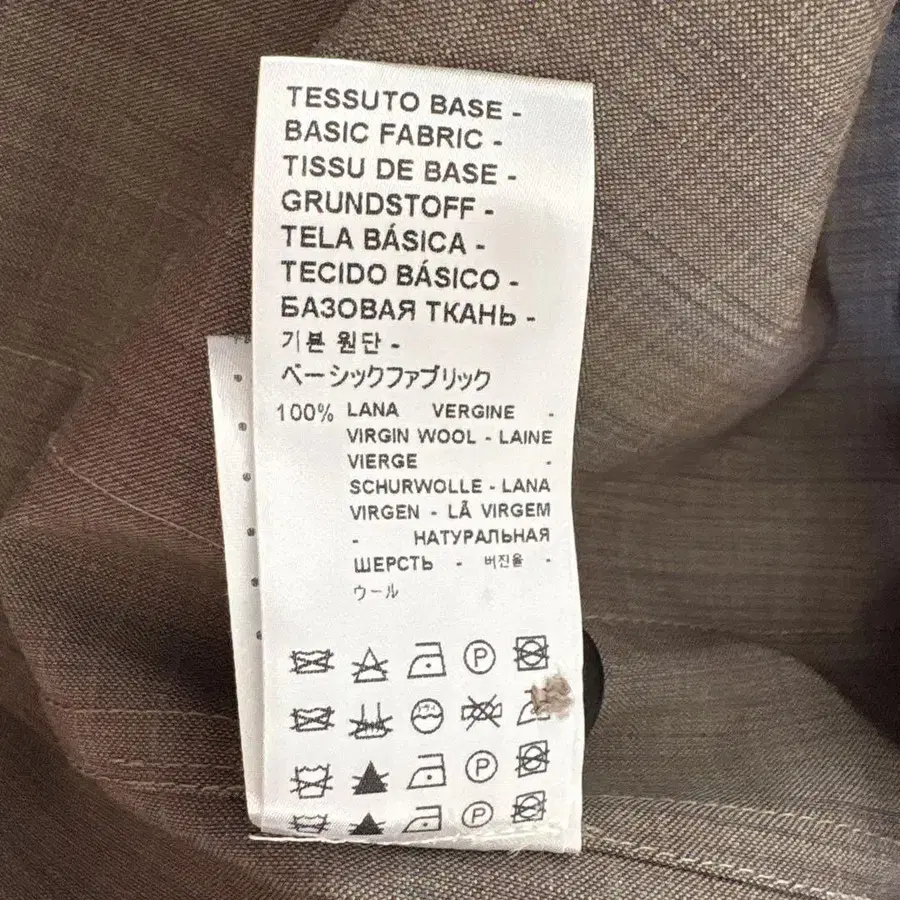 TESSUTO BASE -
BASIC FABRIC -
TISSU DE BASE -
GRUNDSTOFF -
TELA BÁSICA -
TECIDO BÁSICO -
БАЗОВАЯ ТКАНЬ -
기본 원단 -
ベーシックファブリック
100% LANA VERGINE -
VIRGIN WOOL - LAINE
VIERGE -
SCHURWOLLE - LANA
VIRGEN - LÃ VIRGEM
- НАТУРАЛЬНАЯ
ШЕРСТЬ - 버진울 -
ウール
P
P
P